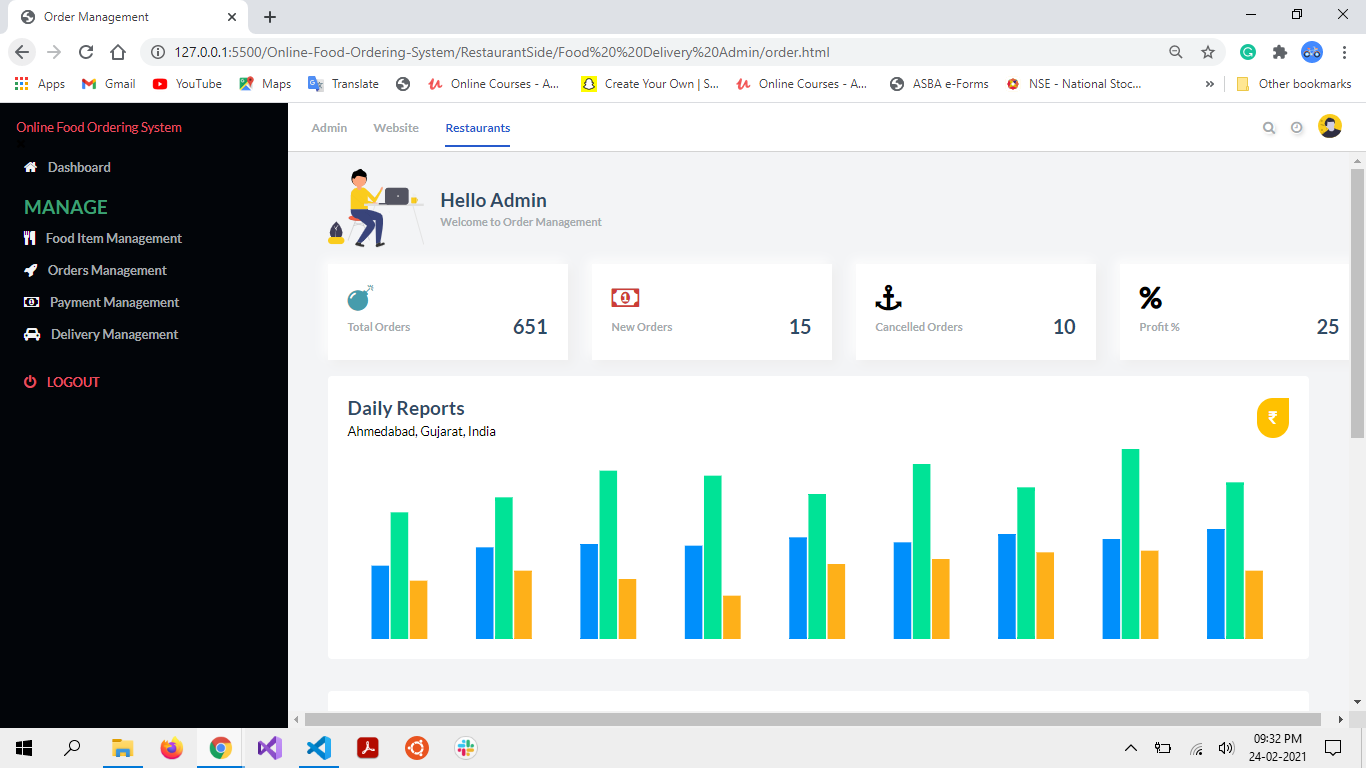 Order Management
127.0.0.1:5500/Online-Food-Ordering-System/RestaurantSide/Food%20%20Delivery%20Admin/order.html
Apps Gmail YouTube Maps Translate Online Courses - A... Create Your Own | S... Online Courses - A... ASBA e-Forms NSE - National Stoc... » Other bookmarks
Online Food Ordering System
Admin Website Restaurants
Dashboard
MANAGE
Food Item Management
Orders Management
Payment Management
Delivery Management
LOGOUT
Hello Admin
Welcome to Order Management
Total Orders 651
New Orders 15
Cancelled Orders 10
Profit % 25
%
Daily Reports
Ahmedabad, Gujarat, India
₹
09:32 PM
24-02-2021